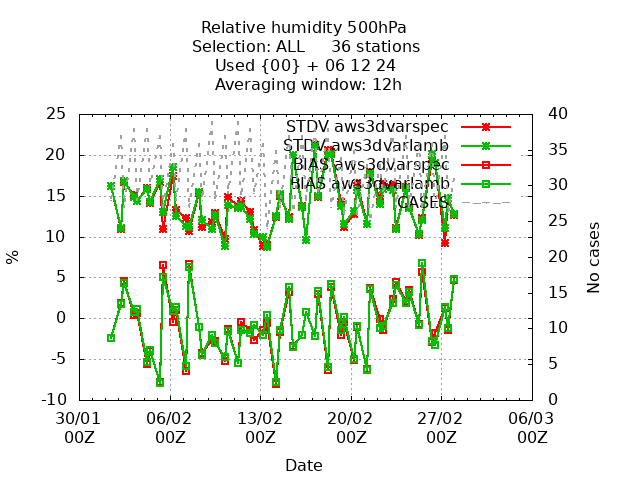 Relative humidity 500hPa
Selection: ALL 36 stations
Used {00} + 06 12 24
Averaging window: 12h
25
20
15
10
5
0
-5
-10
%
40
35
30
25
20
15
10
5
0
No cases
STDV aws3dvarspec
STDV aws3dvarlamb
BIAS aws3dvarspec
BIAS aws3dvarlamb
CASES
30/01 06/02 13/02 20/02 27/02 06/03
00Z 00Z 00Z 00Z 00Z 00Z
Date